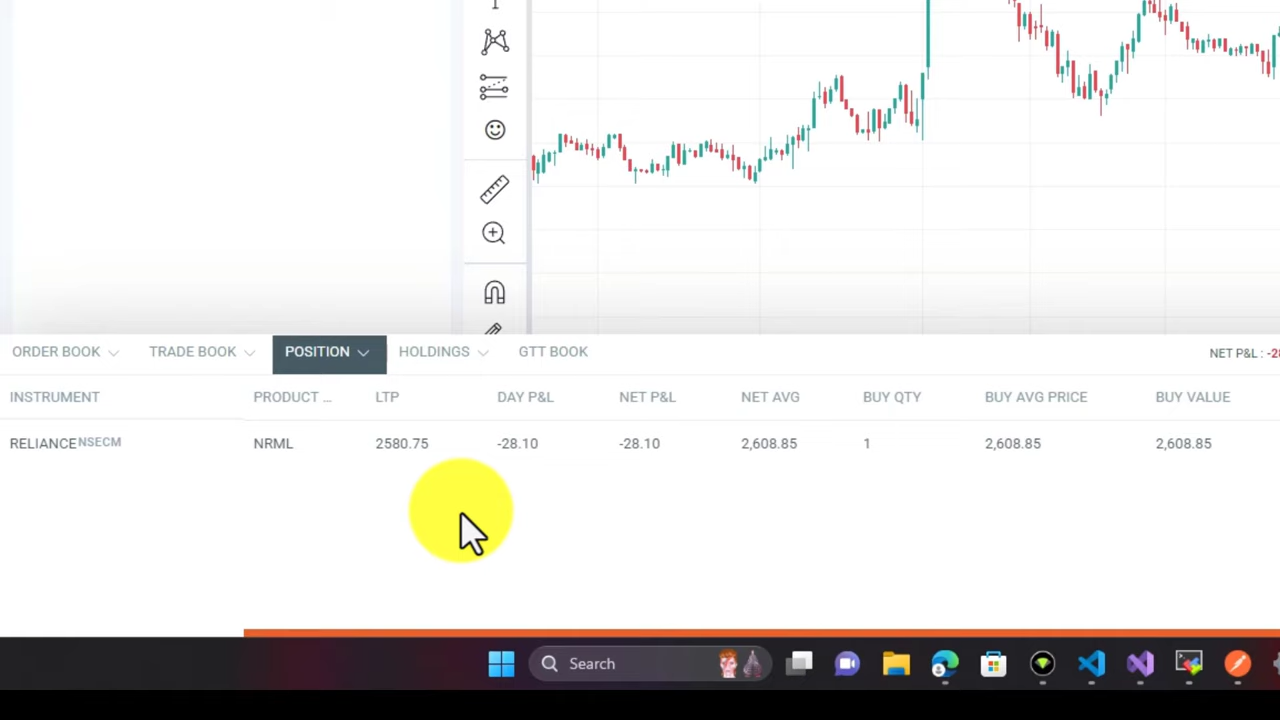 ORDER BOOK TRADE BOOK POSITION HOLDINGS GTT BOOK NET P&L : -28
INSTRUMENT PRODUCT ... LTP DAY P&L NET P&L NET AVG BUY QTY BUY AVG PRICE BUY VALUE
RELIANCE NSECM NRML 2580.75 -28.10 -28.10 2,608.85 1 2,608.85 2,608.85
Search